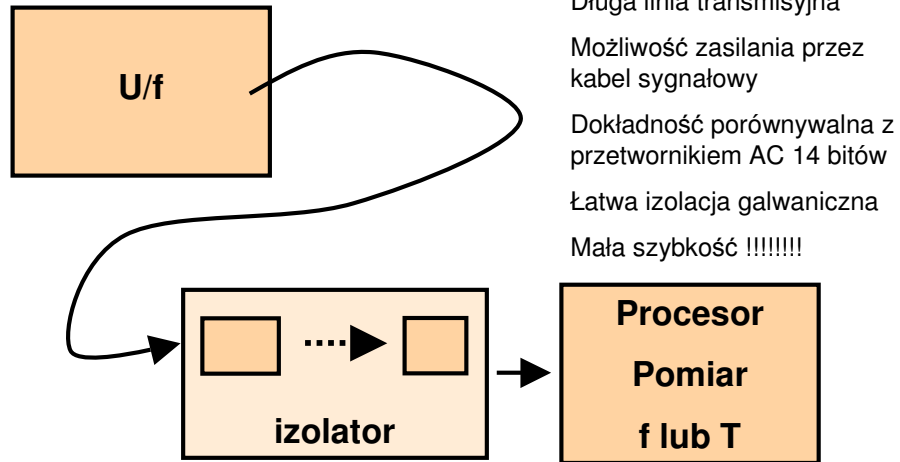 Długa linia transmisyjna
U/f
Możliwość zasilania przez
kabel sygnałowy
Dokładność porównywalna z
przetwornikiem AC 14 bitów
Łatwa izolacja galwaniczna
Mała szybkość !!!!!!!!
izolator
Procesor
Pomiar
f lub T